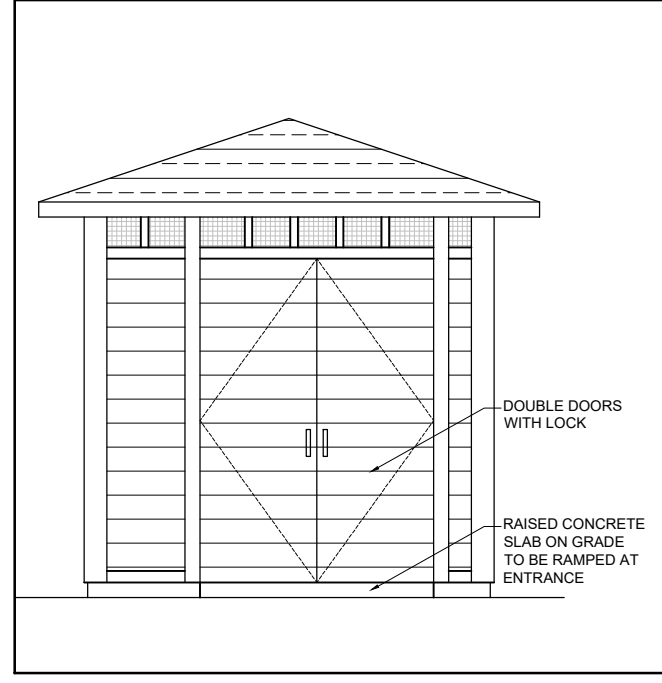 DOUBLE DOORS
WITH LOCK
RAISED CONCRETE
SLAB ON GRADE
TO BE RAMPED AT
ENTRANCE